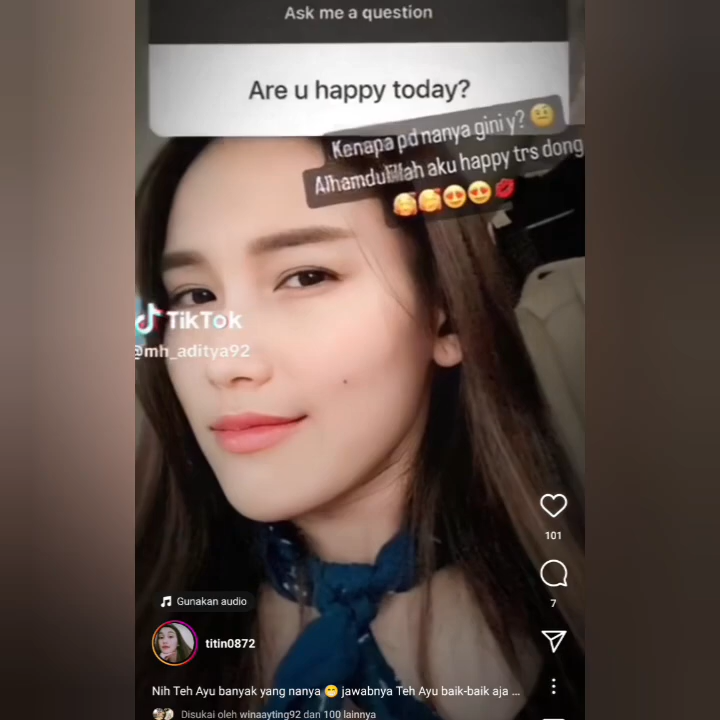 Ask me a question
Are u happy today?
Kenapa pd nanya gini y? 🤨
Alhamdulillah aku happy trs dong
🥰🥰😍😍💋
TikTok
@mh_aditya92
101
7
Gunakan audio
titin0872
Nih Teh Ayu banyak yang nanya 😁 jawabnya Teh Ayu baik-baik aja ...
Disukai oleh winaayting92 dan 100 lainnya